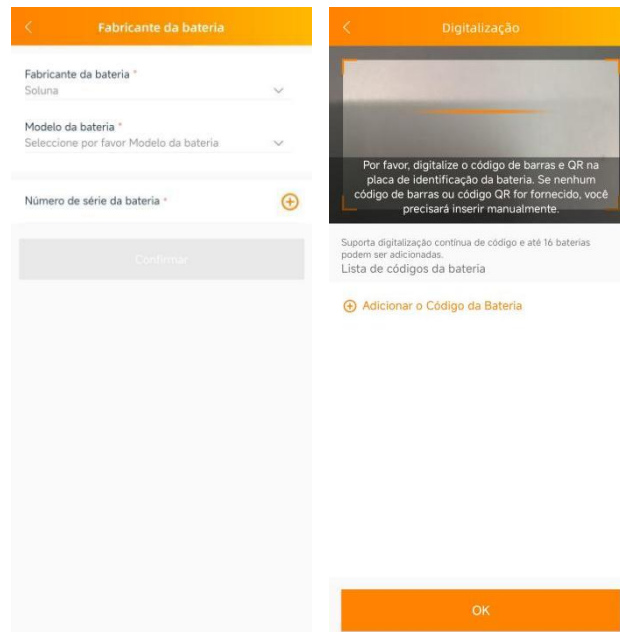 Fabricante da bateria
Fabricante da bateria *
Soluna
Modelo da bateria *
Seleccione por favor Modelo da bateria
Número de série da bateria *
Confirmar
Digitalização
Por favor, digitalize o código de barras e QR na
placa de identificação da bateria. Se nenhum
código de barras ou código QR for fornecido, você
precisará inserir manualmente.
Suporta digitalização contínua de código e até 16 baterias
podem ser adicionadas.
Lista de códigos da bateria
Adicionar o Código da Bateria
OK